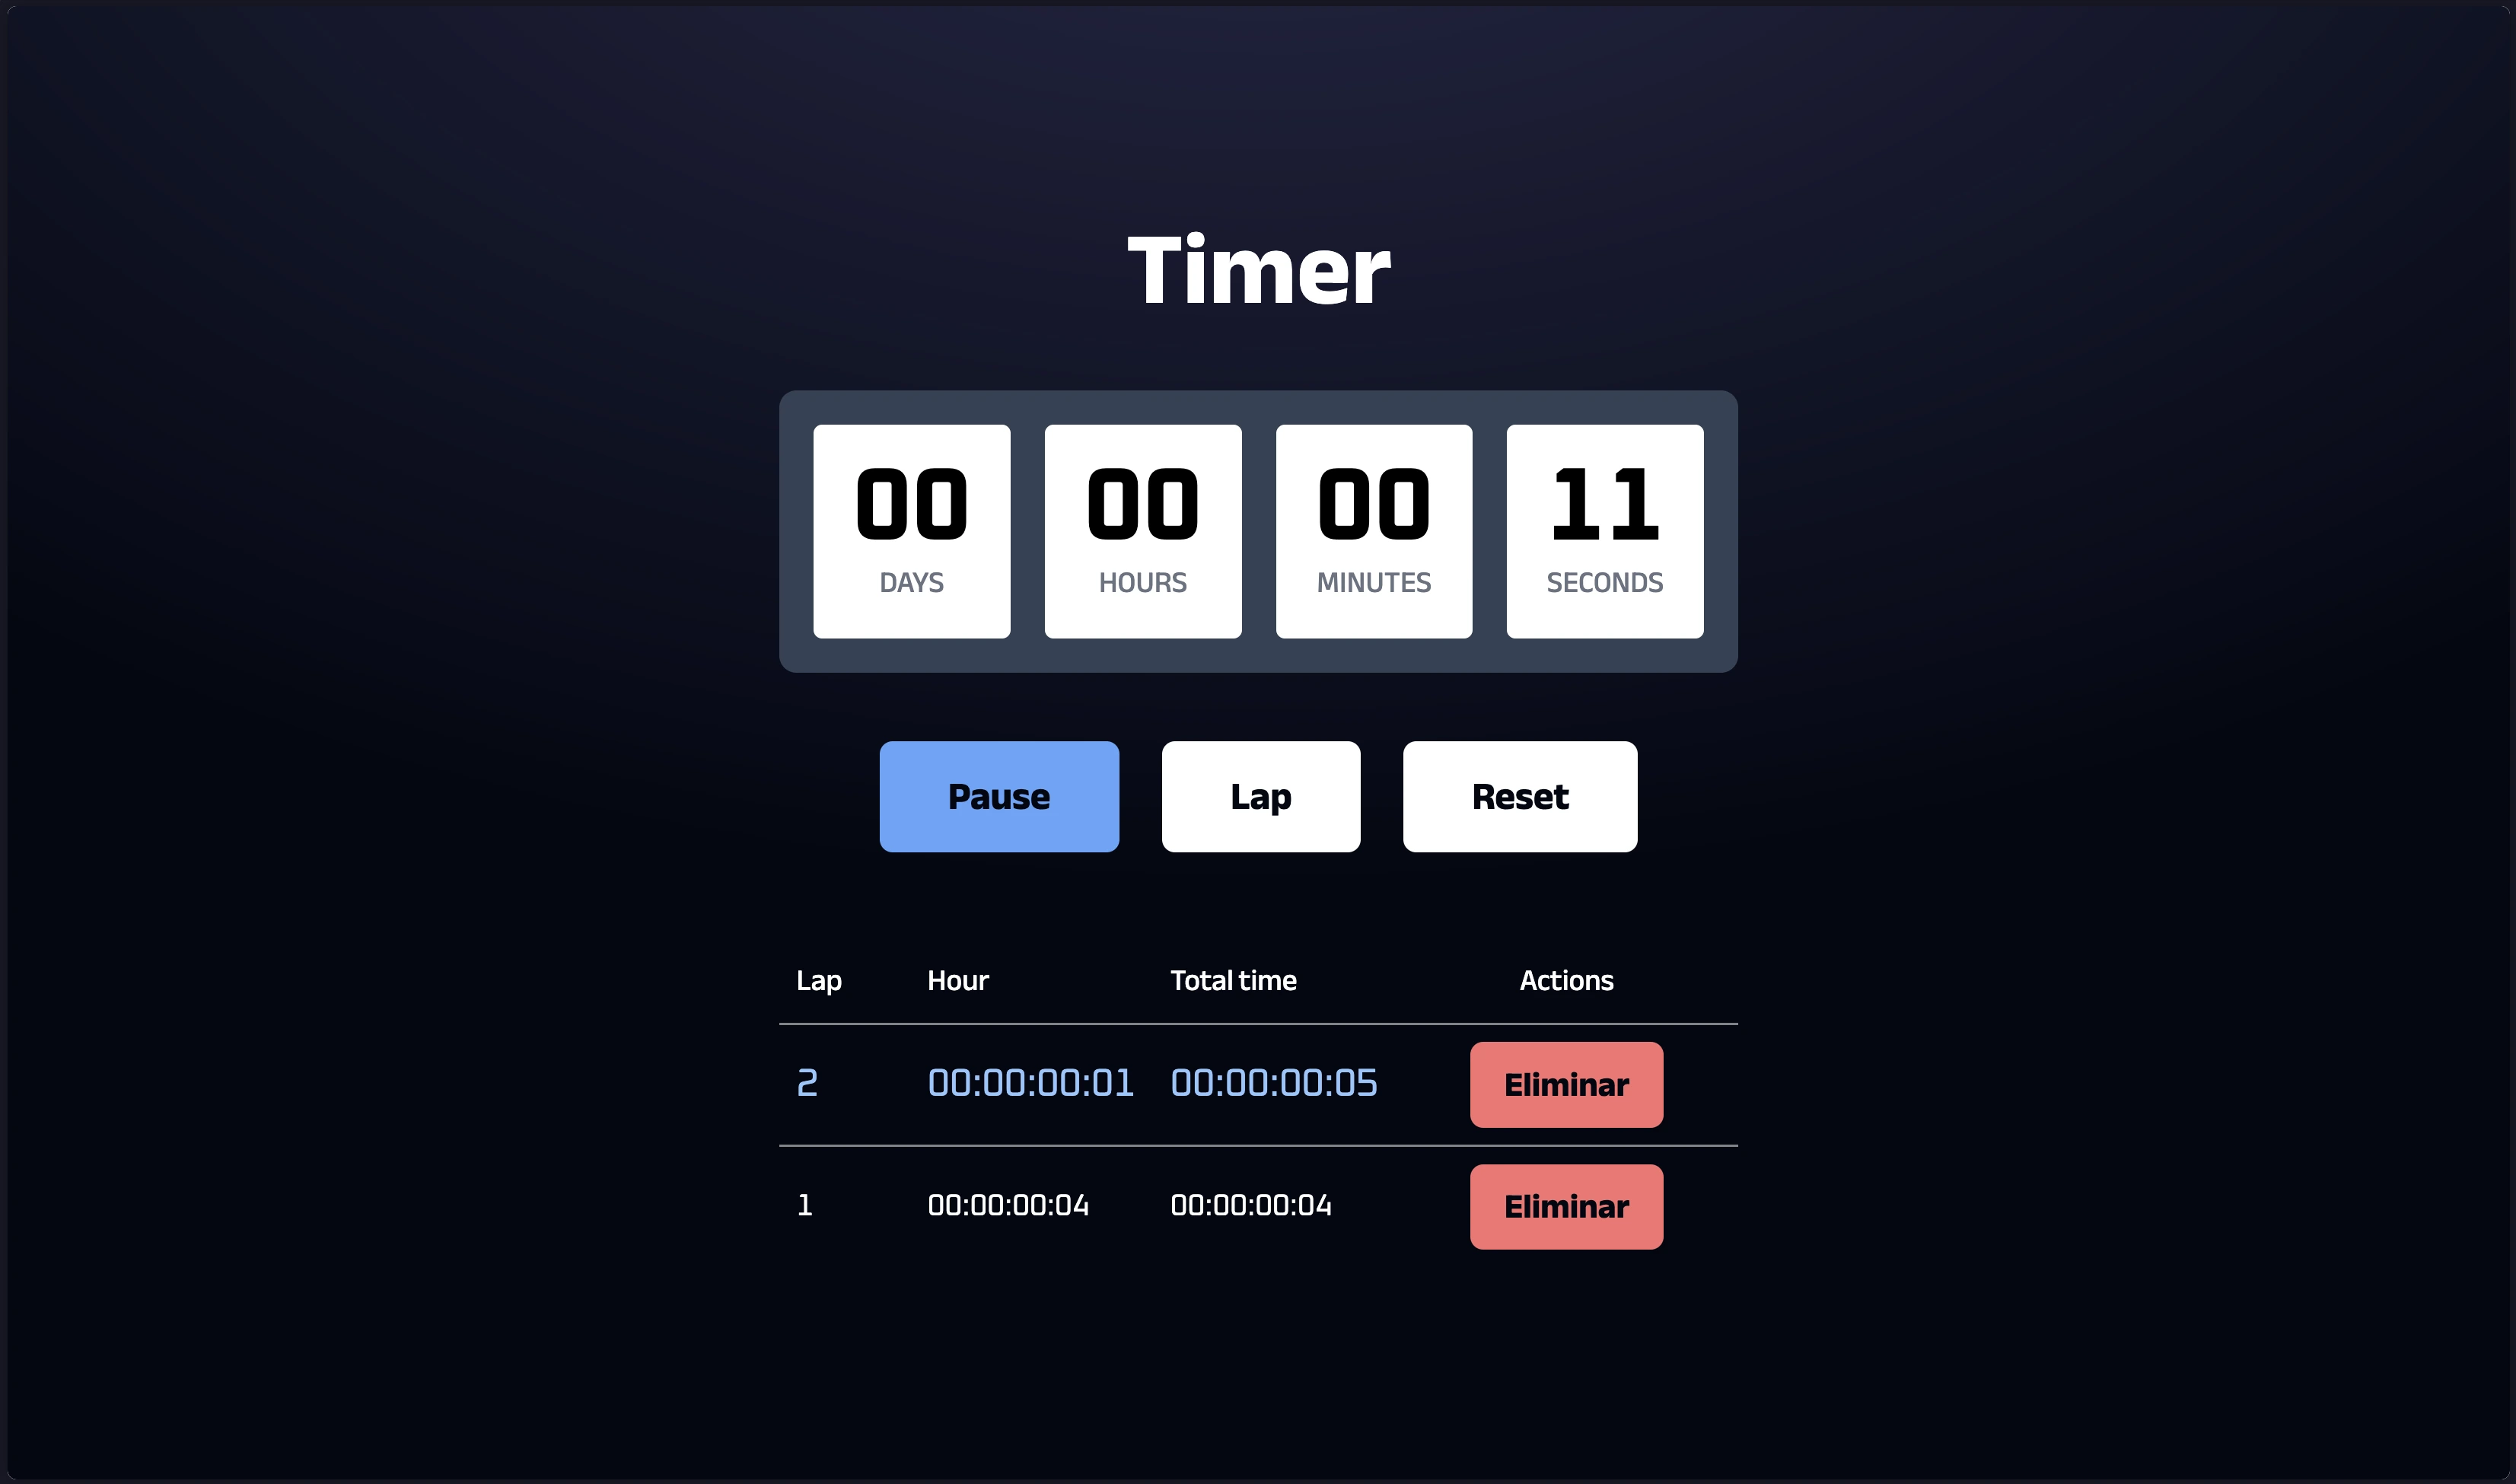 Timer
00 00 00 11
DAYS HOURS MINUTES SECONDS
Pause Lap Reset
Lap Hour Total time Actions
2 00:00:00:01 00:00:00:05 Eliminar
1 00:00:00:04 00:00:00:04 Eliminar